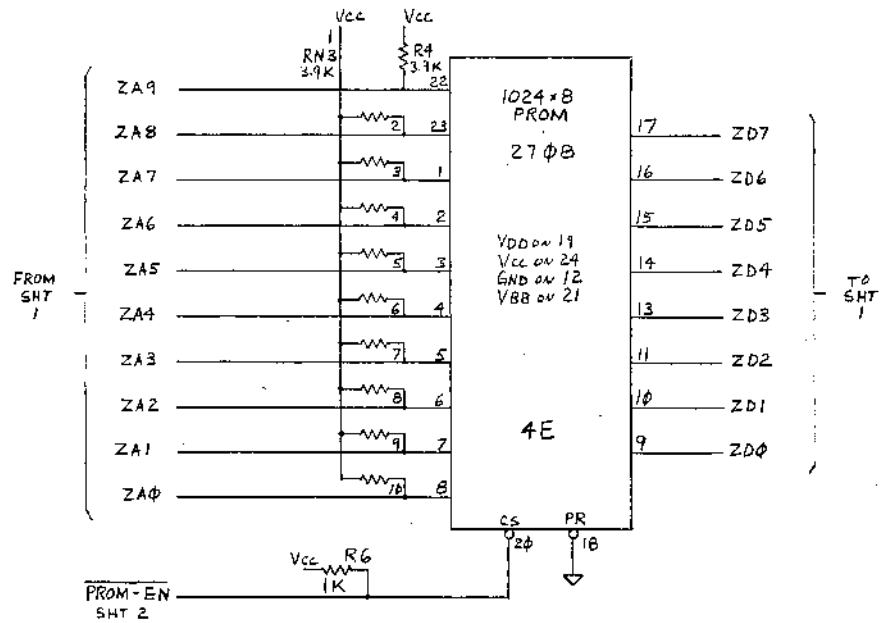 Vcc Vcc
1
RN3
3.9K
R4
3.9K
ZA9 22
ZA8 2 23
ZA7 3 1
ZA6 4 2
ZA5 5 3
ZA4 6 4
ZA3 7 5
ZA2 8 6
ZA1 9 7
ZAφ 1φ 8
FROM
SHT
1
1024×8
PROM
27φ8
VDD ON 19
Vcc ON 24
GND ON 12
VBB ON 21
4E
17 ZD7
16 ZD6
15 ZD5
14 ZD4
13 ZD3
11 ZD2
1φ ZD1
9 ZDφ
TO
SHT
1
CS PR
2φ 18
Vcc R6
1K
PROM-EN
SHT 2